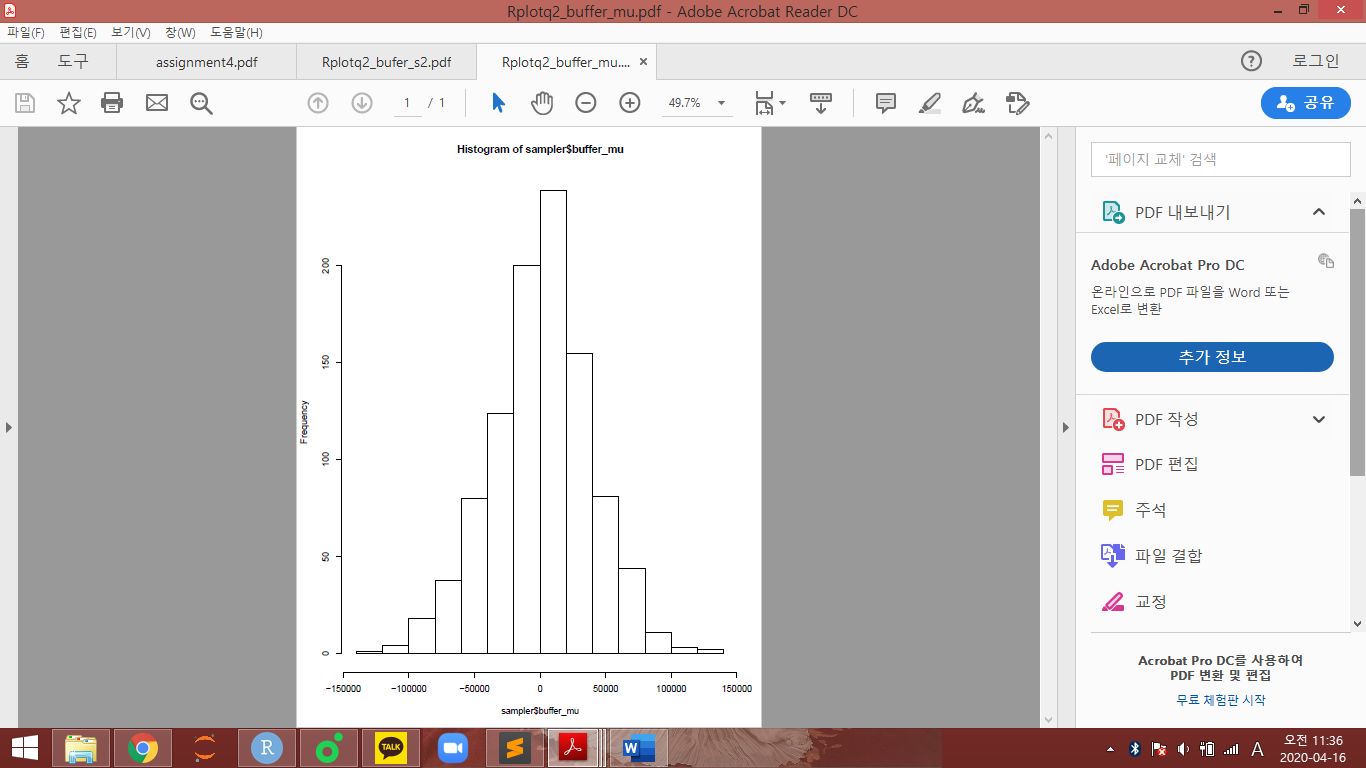 Rplotq2_buffer_mu.pdf - Adobe Acrobat Reader DC
파일(F) 편집(E) 보기(V) 창(W) 도움말(H)
홈 도구 assignment4.pdf Rplotq2_bufer_s2.pdf Rplotq2_buffer_mu.... × ? 로그인
1 / 1 49.7% 공유
Histogram of sampler$buffer_mu
Frequency
200
150
100
50
0
−150000 −100000 −50000 0 50000 100000 150000
sampler$buffer_mu
'페이지 교체' 검색
PDF 내보내기
Adobe Acrobat Pro DC
온라인으로 PDF 파일을 Word 또는
Excel로 변환
추가 정보
PDF 작성
PDF 편집
주석
파일 결합
교정
Acrobat Pro DC를 사용하여
PDF 변환 및 편집
무료 체험판 시작
R TALK S W A 오전 11:36
2020-04-16